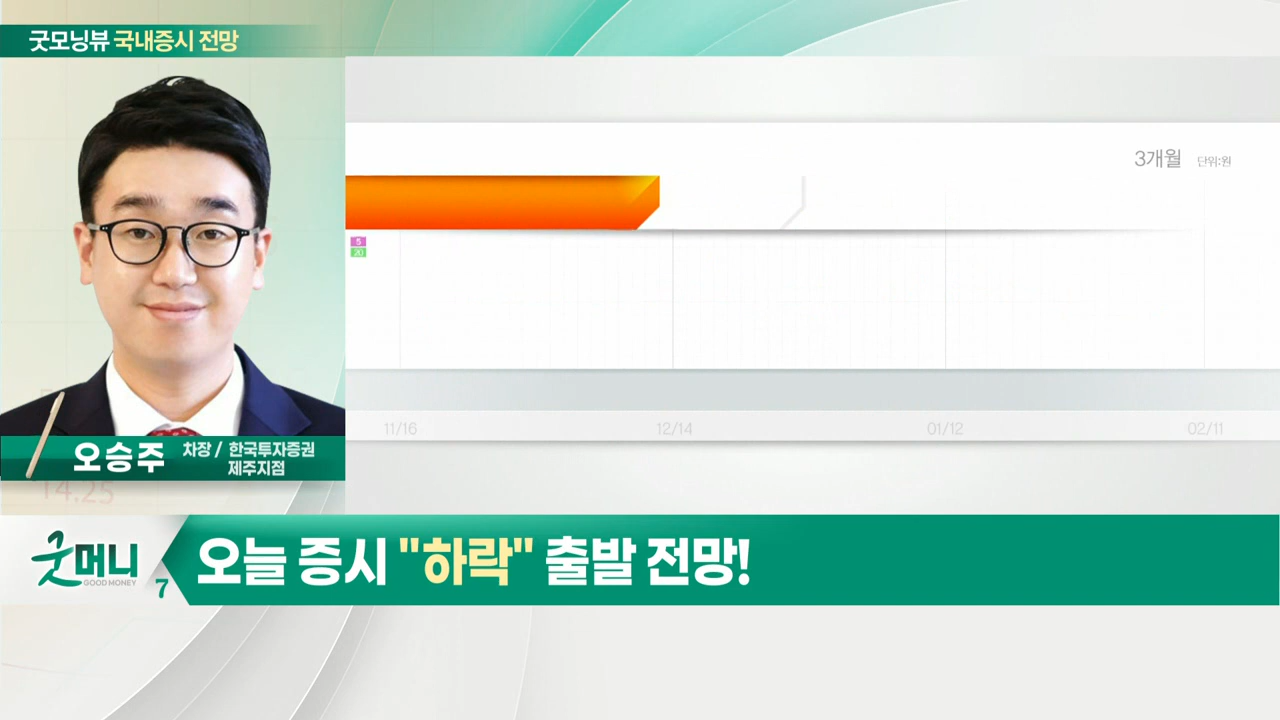 굿모닝뷰 국내증시 전망
3개월 단위:원
5
20
11/16 12/14 01/12 02/11
오승주 차장 / 한국투자증권
제주지점
14.25
굿머니
GOOD MONEY
7
오늘 증시 "하락" 출발 전망!